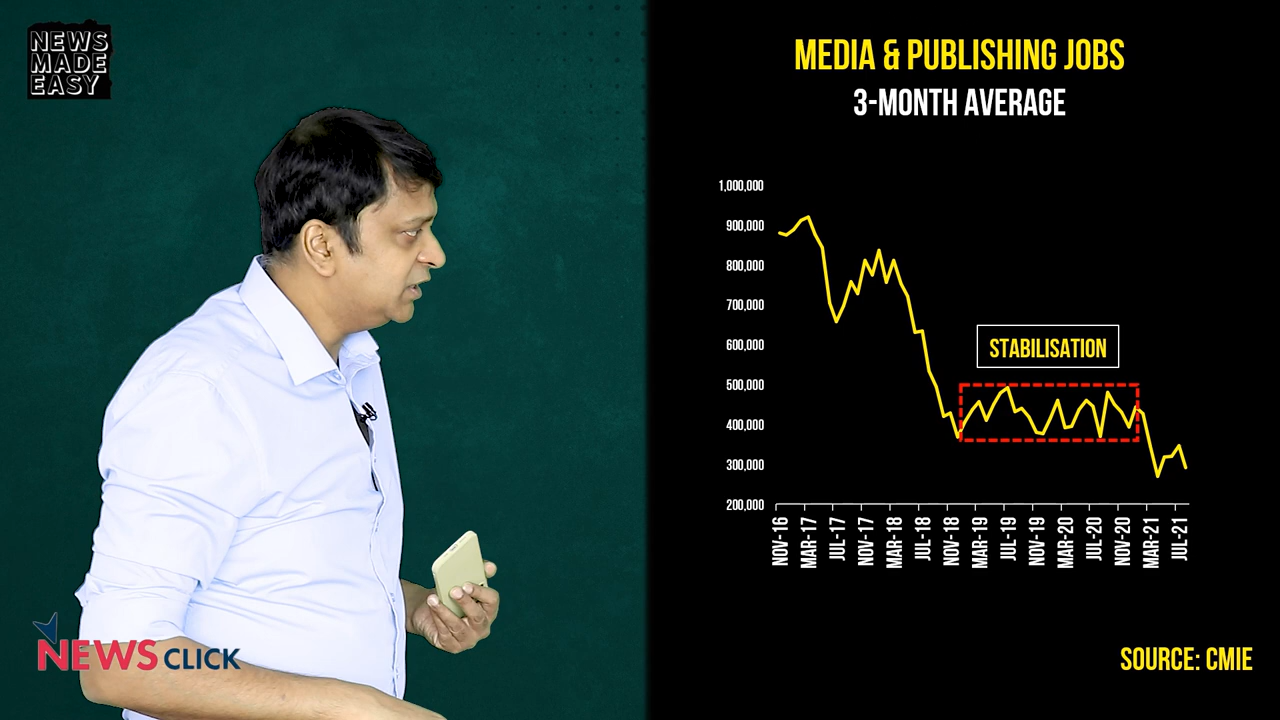 NEWS
MADE
EASY
MEDIA & PUBLISHING JOBS
3-MONTH AVERAGE
1,000,000
900,000
800,000
700,000
600,000
500,000
400,000
300,000
200,000
STABILISATION
NOV-16
MAR-17
JUL-17
NOV-17
MAR-18
JUL-18
NOV-18
MAR-19
JUL-19
NOV-19
MAR-20
JUL-20
NOV-20
MAR-21
JUL-21
NEWS CLICK
SOURCE: CMIE